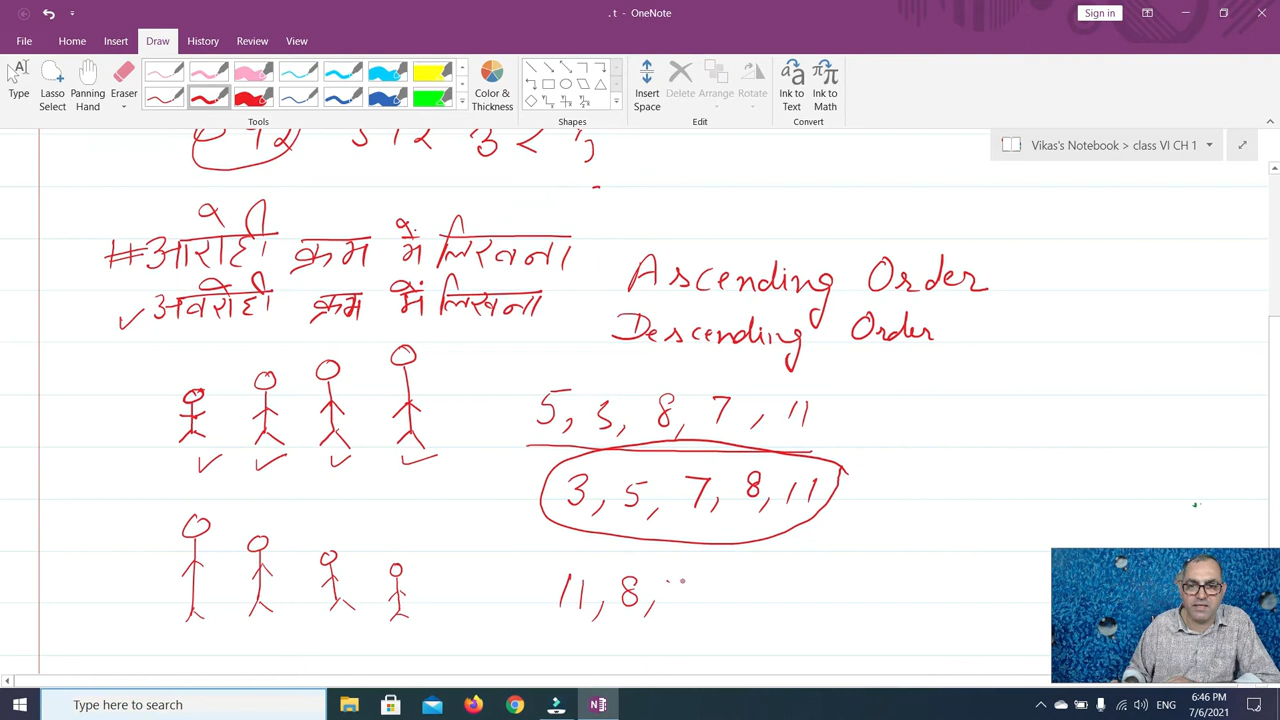 .t - OneNote
Sign in
File Home Insert Draw History Review View
Type Lasso Select Panning Hand Eraser Color & Thickness Insert Space Delete Arrange Rotate Ink to Text Ink to Math
Tools Shapes Edit Convert
Vikas's Notebook > class VI CH 1
# आरोही क्रम में लिखना।
✓ अवरोही क्रम में लिखना
Ascending Order
Descending Order
5, 3, 8, 7, 11
3, 5, 7, 8, 11
11, 8,
Type here to search
ENG
6:46 PM
7/6/2021